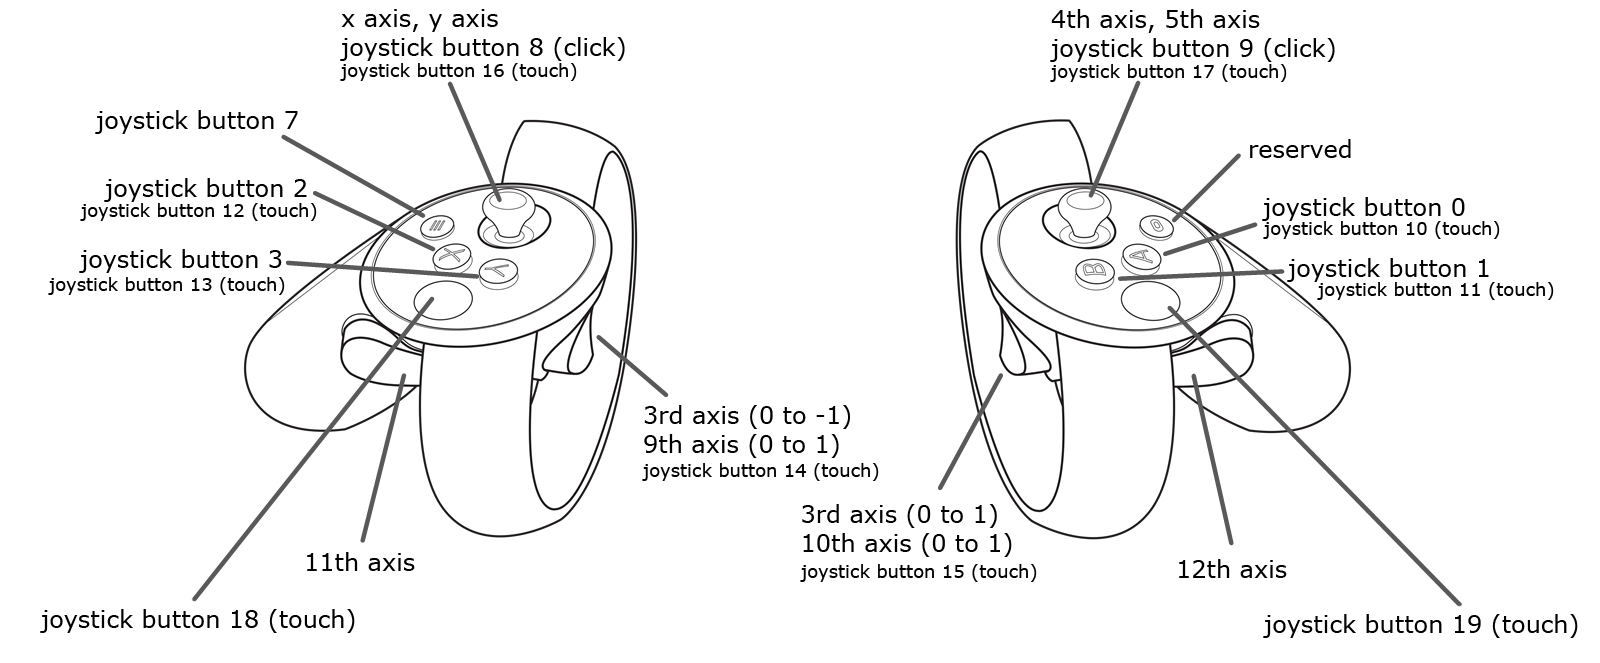 x axis, y axis
joystick button 8 (click)
joystick button 16 (touch)
joystick button 7
joystick button 2
joystick button 12 (touch)
joystick button 3
joystick button 13 (touch)
X
Y
3rd axis (0 to -1)
9th axis (0 to 1)
joystick button 14 (touch)
11th axis
joystick button 18 (touch)
4th axis, 5th axis
joystick button 9 (click)
joystick button 17 (touch)
reserved
joystick button 0
joystick button 10 (touch)
joystick button 1
joystick button 11 (touch)
A
B
3rd axis (0 to 1)
10th axis (0 to 1)
joystick button 15 (touch)
12th axis
joystick button 19 (touch)